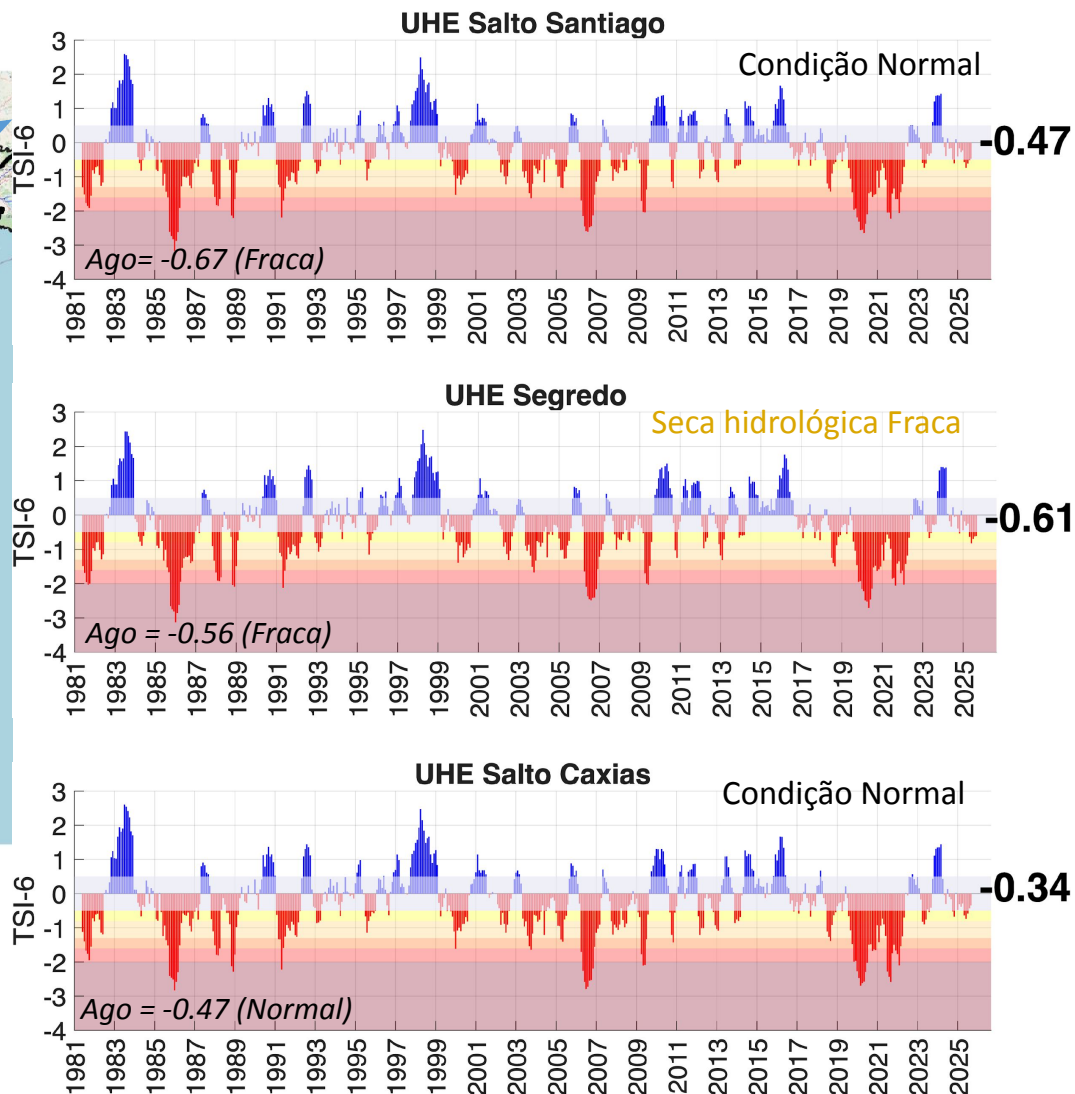 UHE Salto Santiago
Condição Normal
TSI-6
3
2
1
0
-1
-2
-3
-4
-0.47
Ago= -0.67 (Fraca)
1981 1983 1985 1987 1989 1991 1993 1995 1997 1999 2001 2003 2005 2007 2009 2011 2013 2015 2017 2019 2021 2023 2025
UHE Segredo
Seca hidrológica Fraca
TSI-6
3
2
1
0
-1
-2
-3
-4
-0.61
Ago = -0.56 (Fraca)
1981 1983 1985 1987 1989 1991 1993 1995 1997 1999 2001 2003 2005 2007 2009 2011 2013 2015 2017 2019 2021 2023 2025
UHE Salto Caxias
Condição Normal
TSI-6
3
2
1
0
-1
-2
-3
-4
-0.34
Ago = -0.47 (Normal)
1981 1983 1985 1987 1989 1991 1993 1995 1997 1999 2001 2003 2005 2007 2009 2011 2013 2015 2017 2019 2021 2023 2025